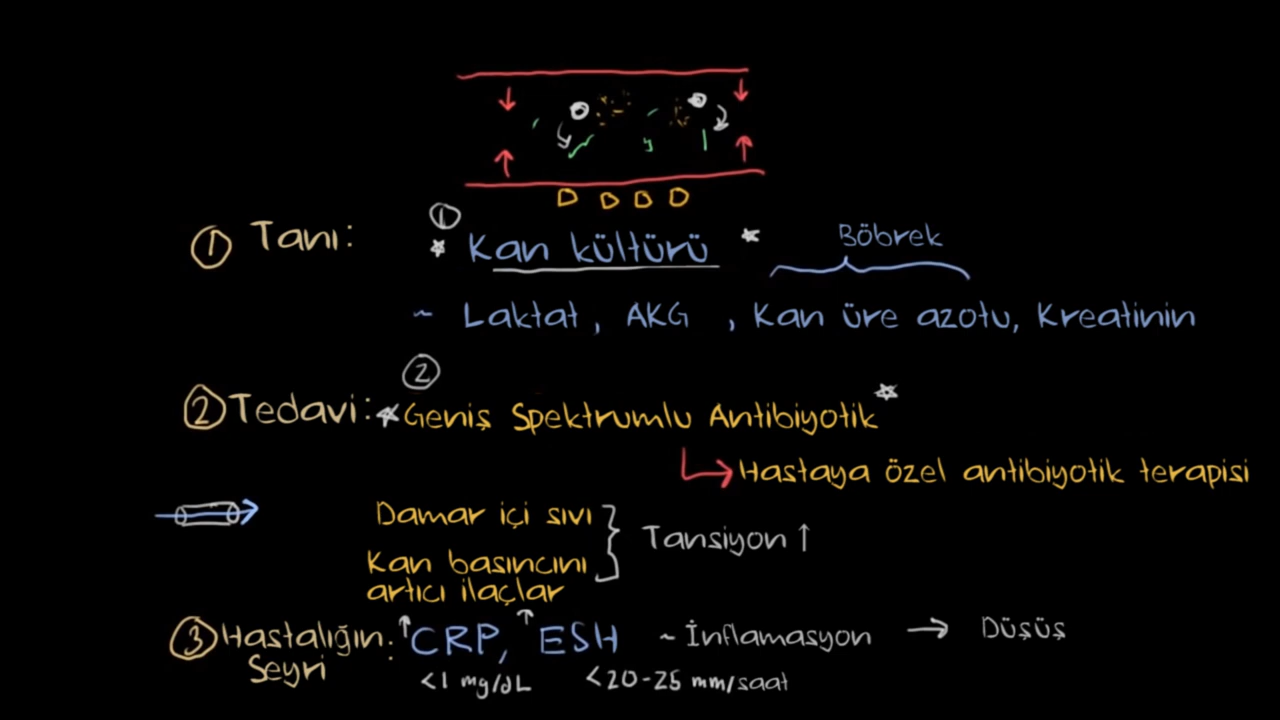 ①
① Tanı: * Kan kültürü * Böbrek
~ Laktat, AKG, Kan üre azotu, Kreatinin
②
② Tedavi: * Geniş Spektrumlu Antibiyotik *
→ Hastaya özel antibiyotik terapisi
Damar içi sıvı
Tansiyon ↑
Kan basıncını
artıcı ilaçlar
③ Hastalığın Seyri: ↑CRP, ↑ESH ~ İnflamasyon → Düşüş
<1 mg/dL <20-25 mm/saat